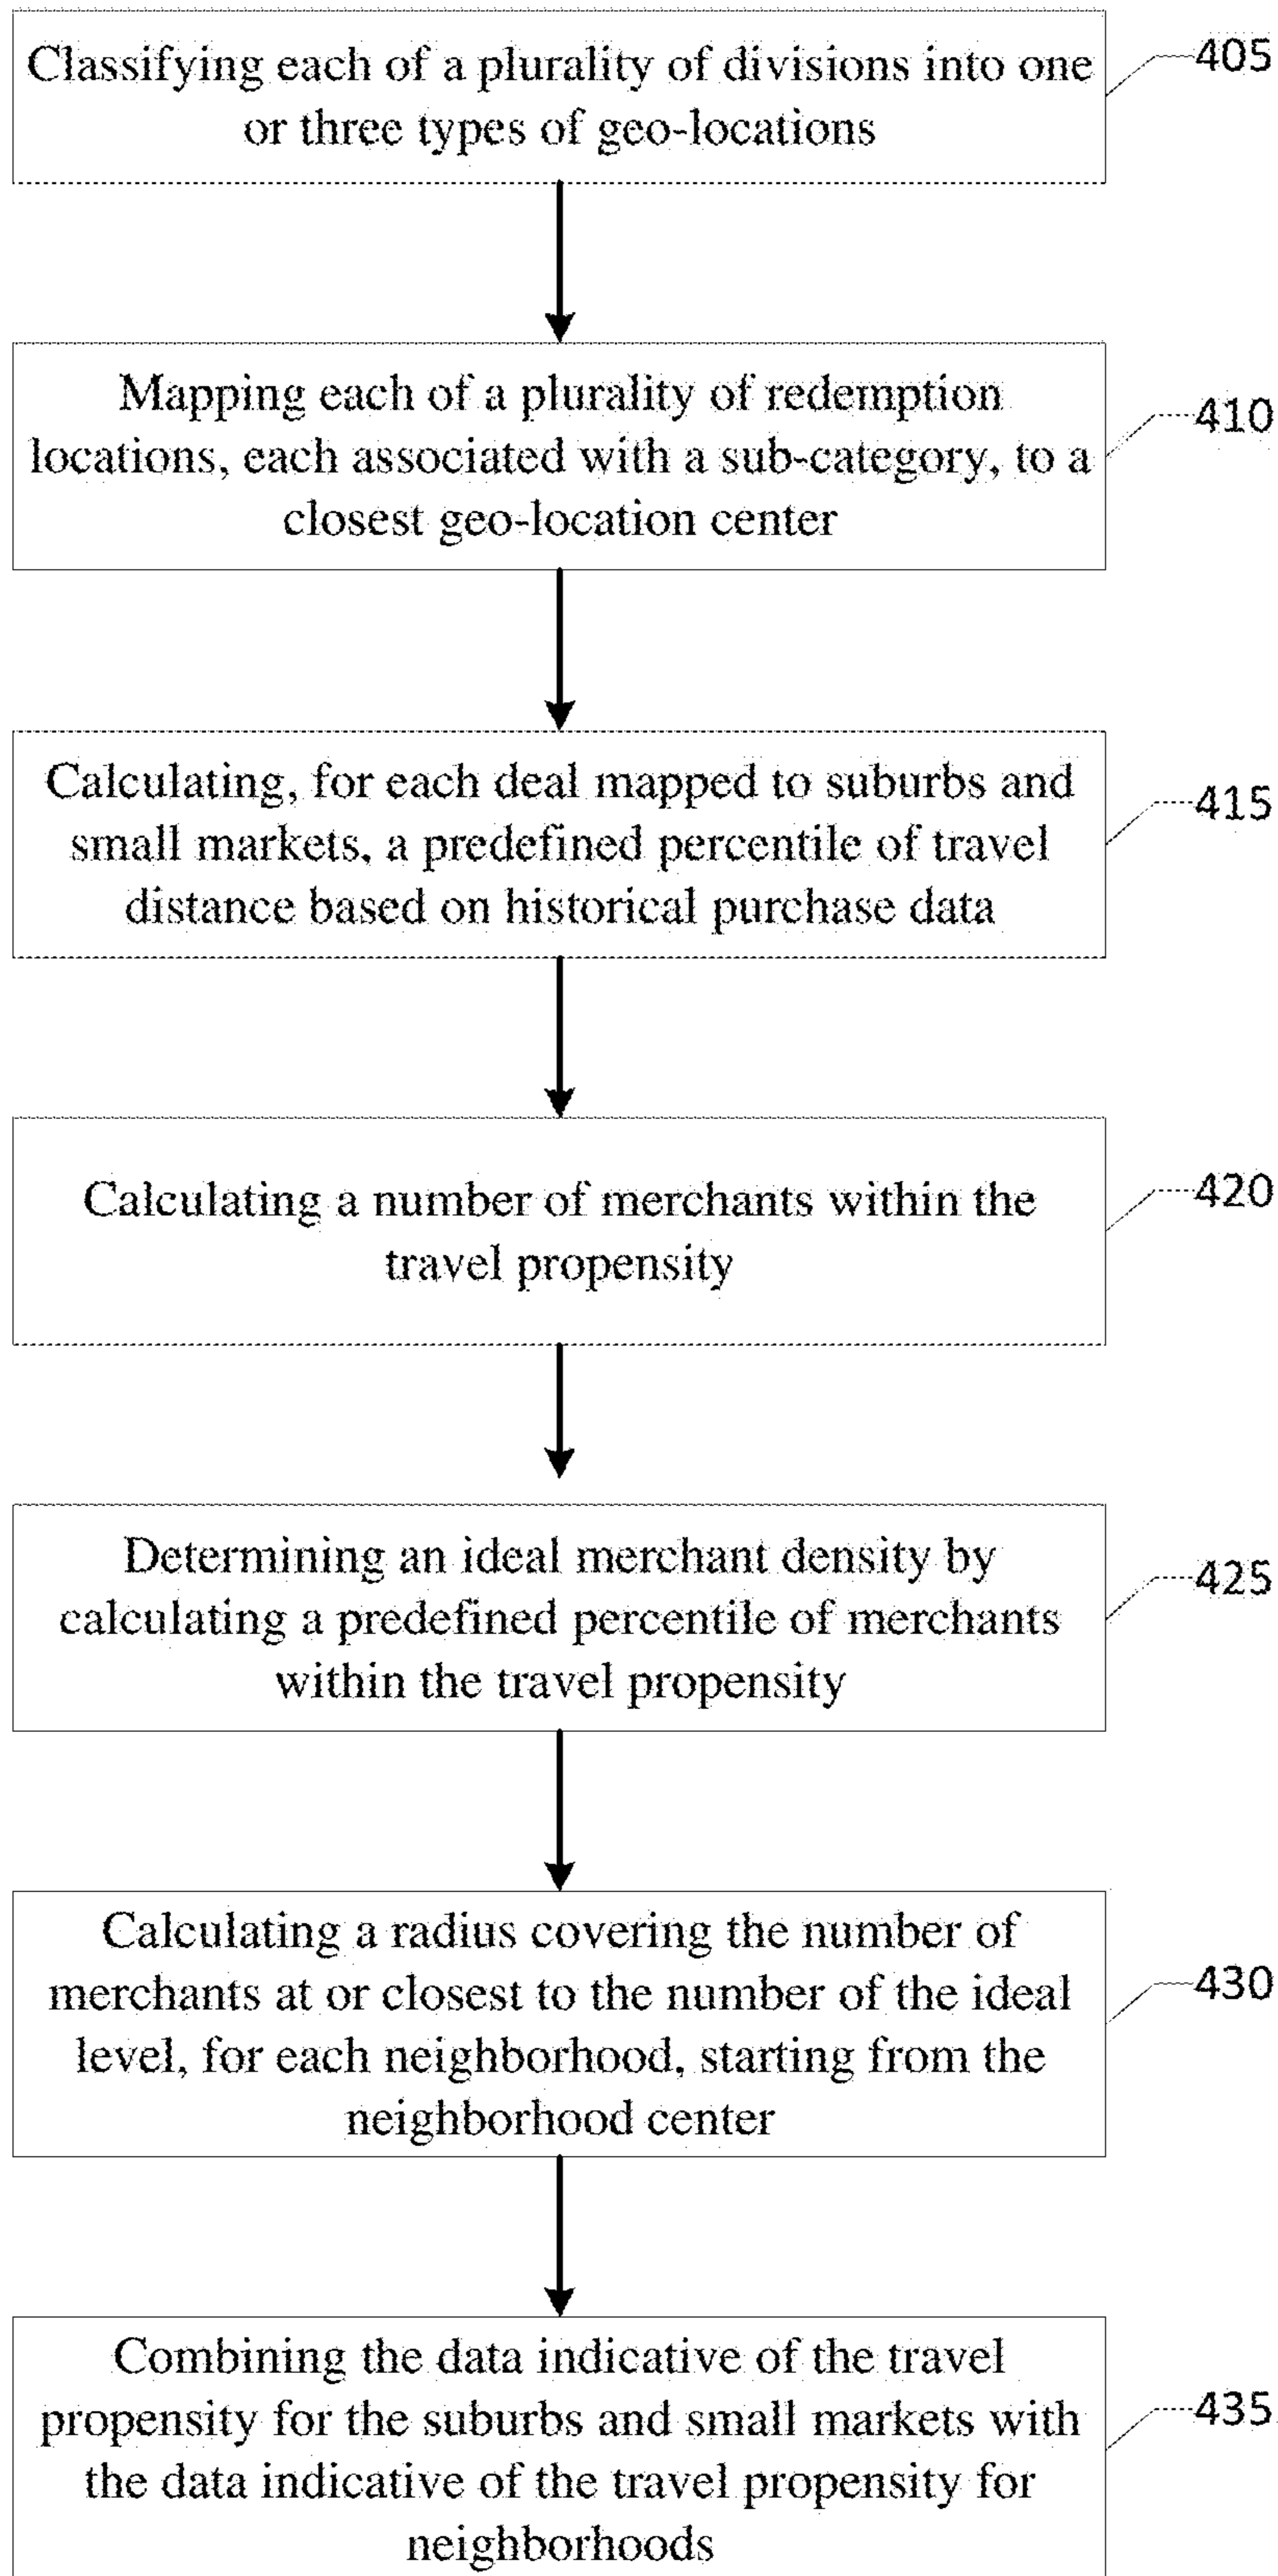 Classifying each of a plurality of divisions into one
or three types of geo-locations
405
Mapping each of a plurality of redemption
locations, each associated with a sub-category, to a
closest geo-location center
410
Calculating, for each deal mapped to suburbs and
small markets, a predefined percentile of travel
distance based on historical purchase data
415
Calculating a number of merchants within the
travel propensity
420
Determining an ideal merchant density by
calculating a predefined percentile of merchants
within the travel propensity
425
Calculating a radius covering the number of
merchants at or closest to the number of the ideal
level, for each neighborhood, starting from the
neighborhood center
430
Combining the data indicative of the travel
propensity for the suburbs and small markets with
the data indicative of the travel propensity for
neighborhoods
435